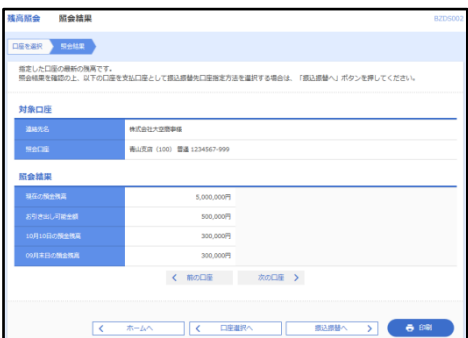 残高照会 照会結果
BZDS002
口座を選択 照会結果
指定した口座の最新の残高です。
照会結果を確認の上、以下の口座を支払口座として振込振替先口座指定方法を選択する場合は、「振込振替へ」ボタンを押してください。
対象口座
連絡先名 株式会社大空商事様
照会口座 青山支店（100） 普通 1234567-999
照会結果
現在の預金残高 5,000,000円
お引き出し可能金額 500,000円
10月10日の預金残高 300,000円
09月末日の預金残高 300,000円
前の口座 次の口座
ホームへ 口座選択へ 振込振替へ 印刷